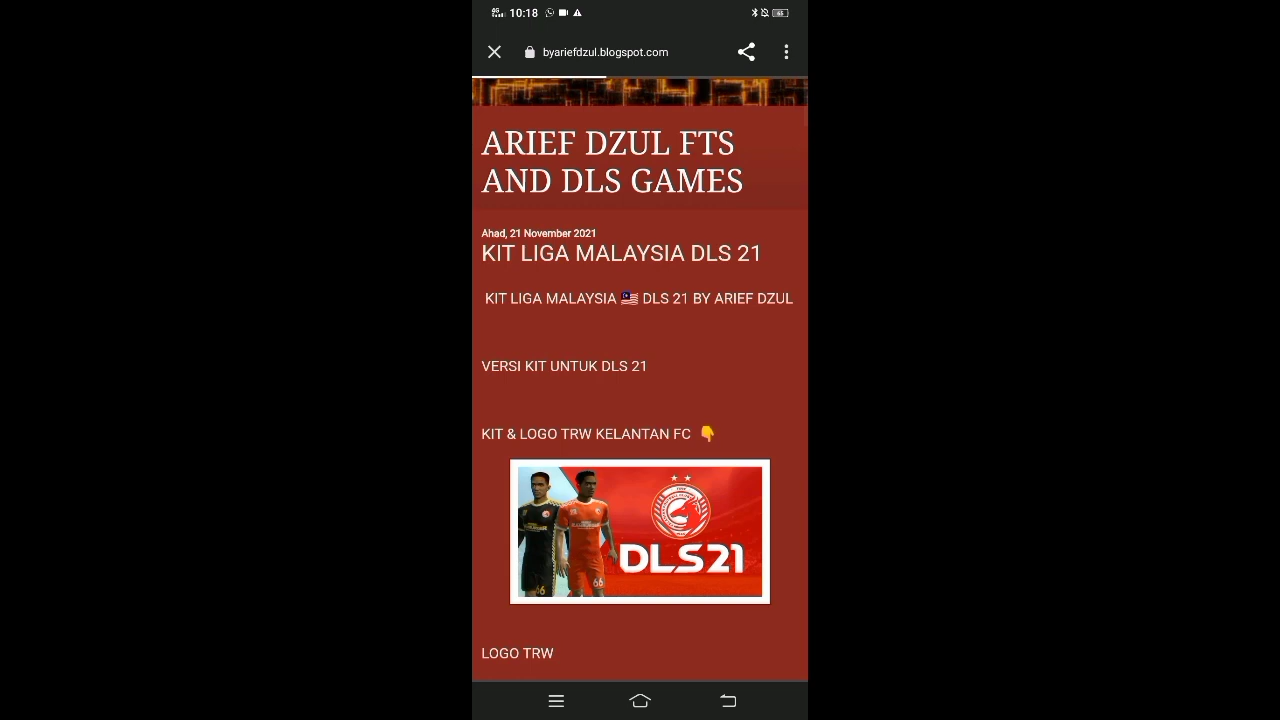 10:18
byariefdzul.blogspot.com
ARIEF DZUL FTS
AND DLS GAMES
Ahad, 21 November 2021
KIT LIGA MALAYSIA DLS 21
KIT LIGA MALAYSIA 🇲🇾 DLS 21 BY ARIEF DZUL
VERSI KIT UNTUK DLS 21
KIT & LOGO TRW KELANTAN FC 👇
DLS21
66
66
LOGO TRW